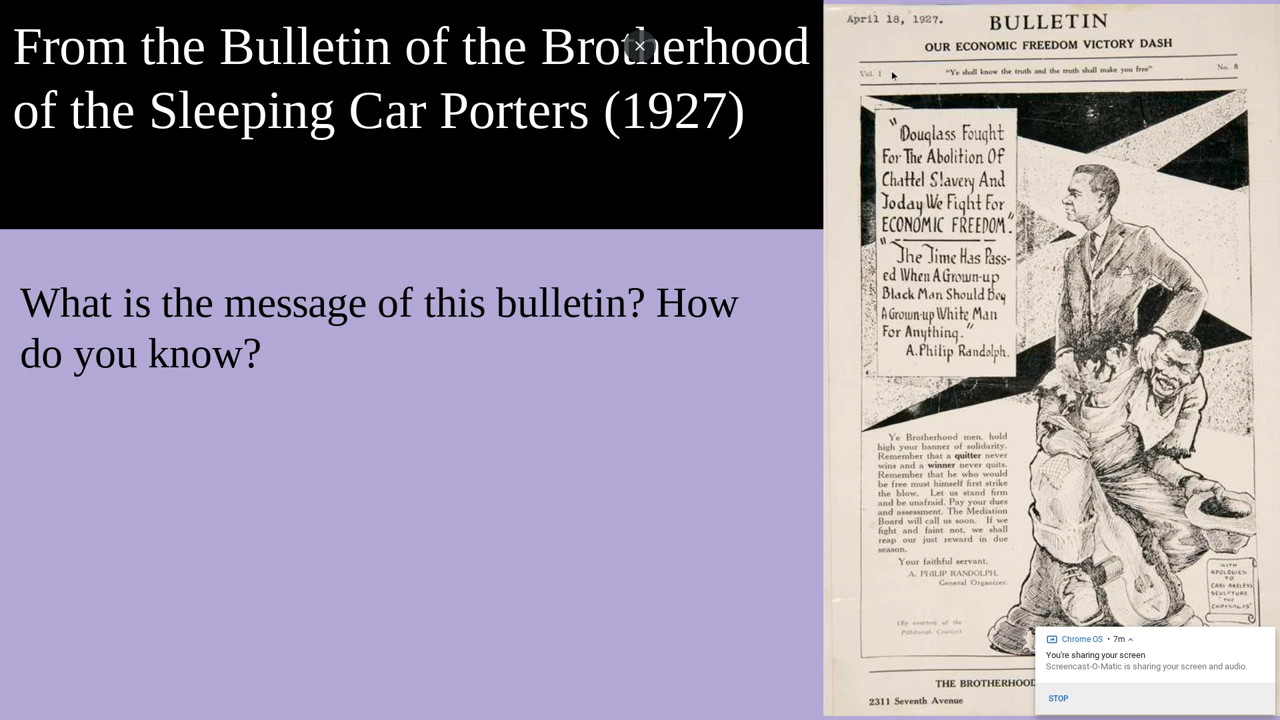 From the Bulletin of the Brotherhood
of the Sleeping Car Porters (1927)
What is the message of this bulletin? How
do you know?
April 18, 1927.
BULLETIN
OUR ECONOMIC FREEDOM VICTORY DASH
Vol. 1
"Ye shall know the truth and the truth shall make you free"
No. 8
"Douglass Fought
For The Abolition Of
Chattel Slavery And
Today We Fight For
ECONOMIC FREEDOM."
"The Time Has Pass-
ed When A Grown-up
Black Man Should Beg
A Grown-up White Man
For Anything."
A. Philip Randolph.
Ye Brotherhood men, hold
high your banner of solidarity.
Remember that a quitter never
wins and a winner never quits.
Remember that he who would
be free must himself first strike
the blow. Let us stand firm
and be unafraid. Pay your dues
and assessment. The Mediation
Board will call us soon. If we
fight and faint not, we shall
reap our just reward in due
season.
Your faithful servant,
A. PHILIP RANDOLPH,
General Organizer.
(By courtesy of the
Pittsburgh Courier)
WITH
APOLOGIES
TO
SCULPTURE
"THE
CHRYSALIS"
THE BROTHERHOOD
2311 Seventh Avenue
Chrome OS • 7m
You're sharing your screen
Screencast-O-Matic is sharing your screen and audio.
STOP